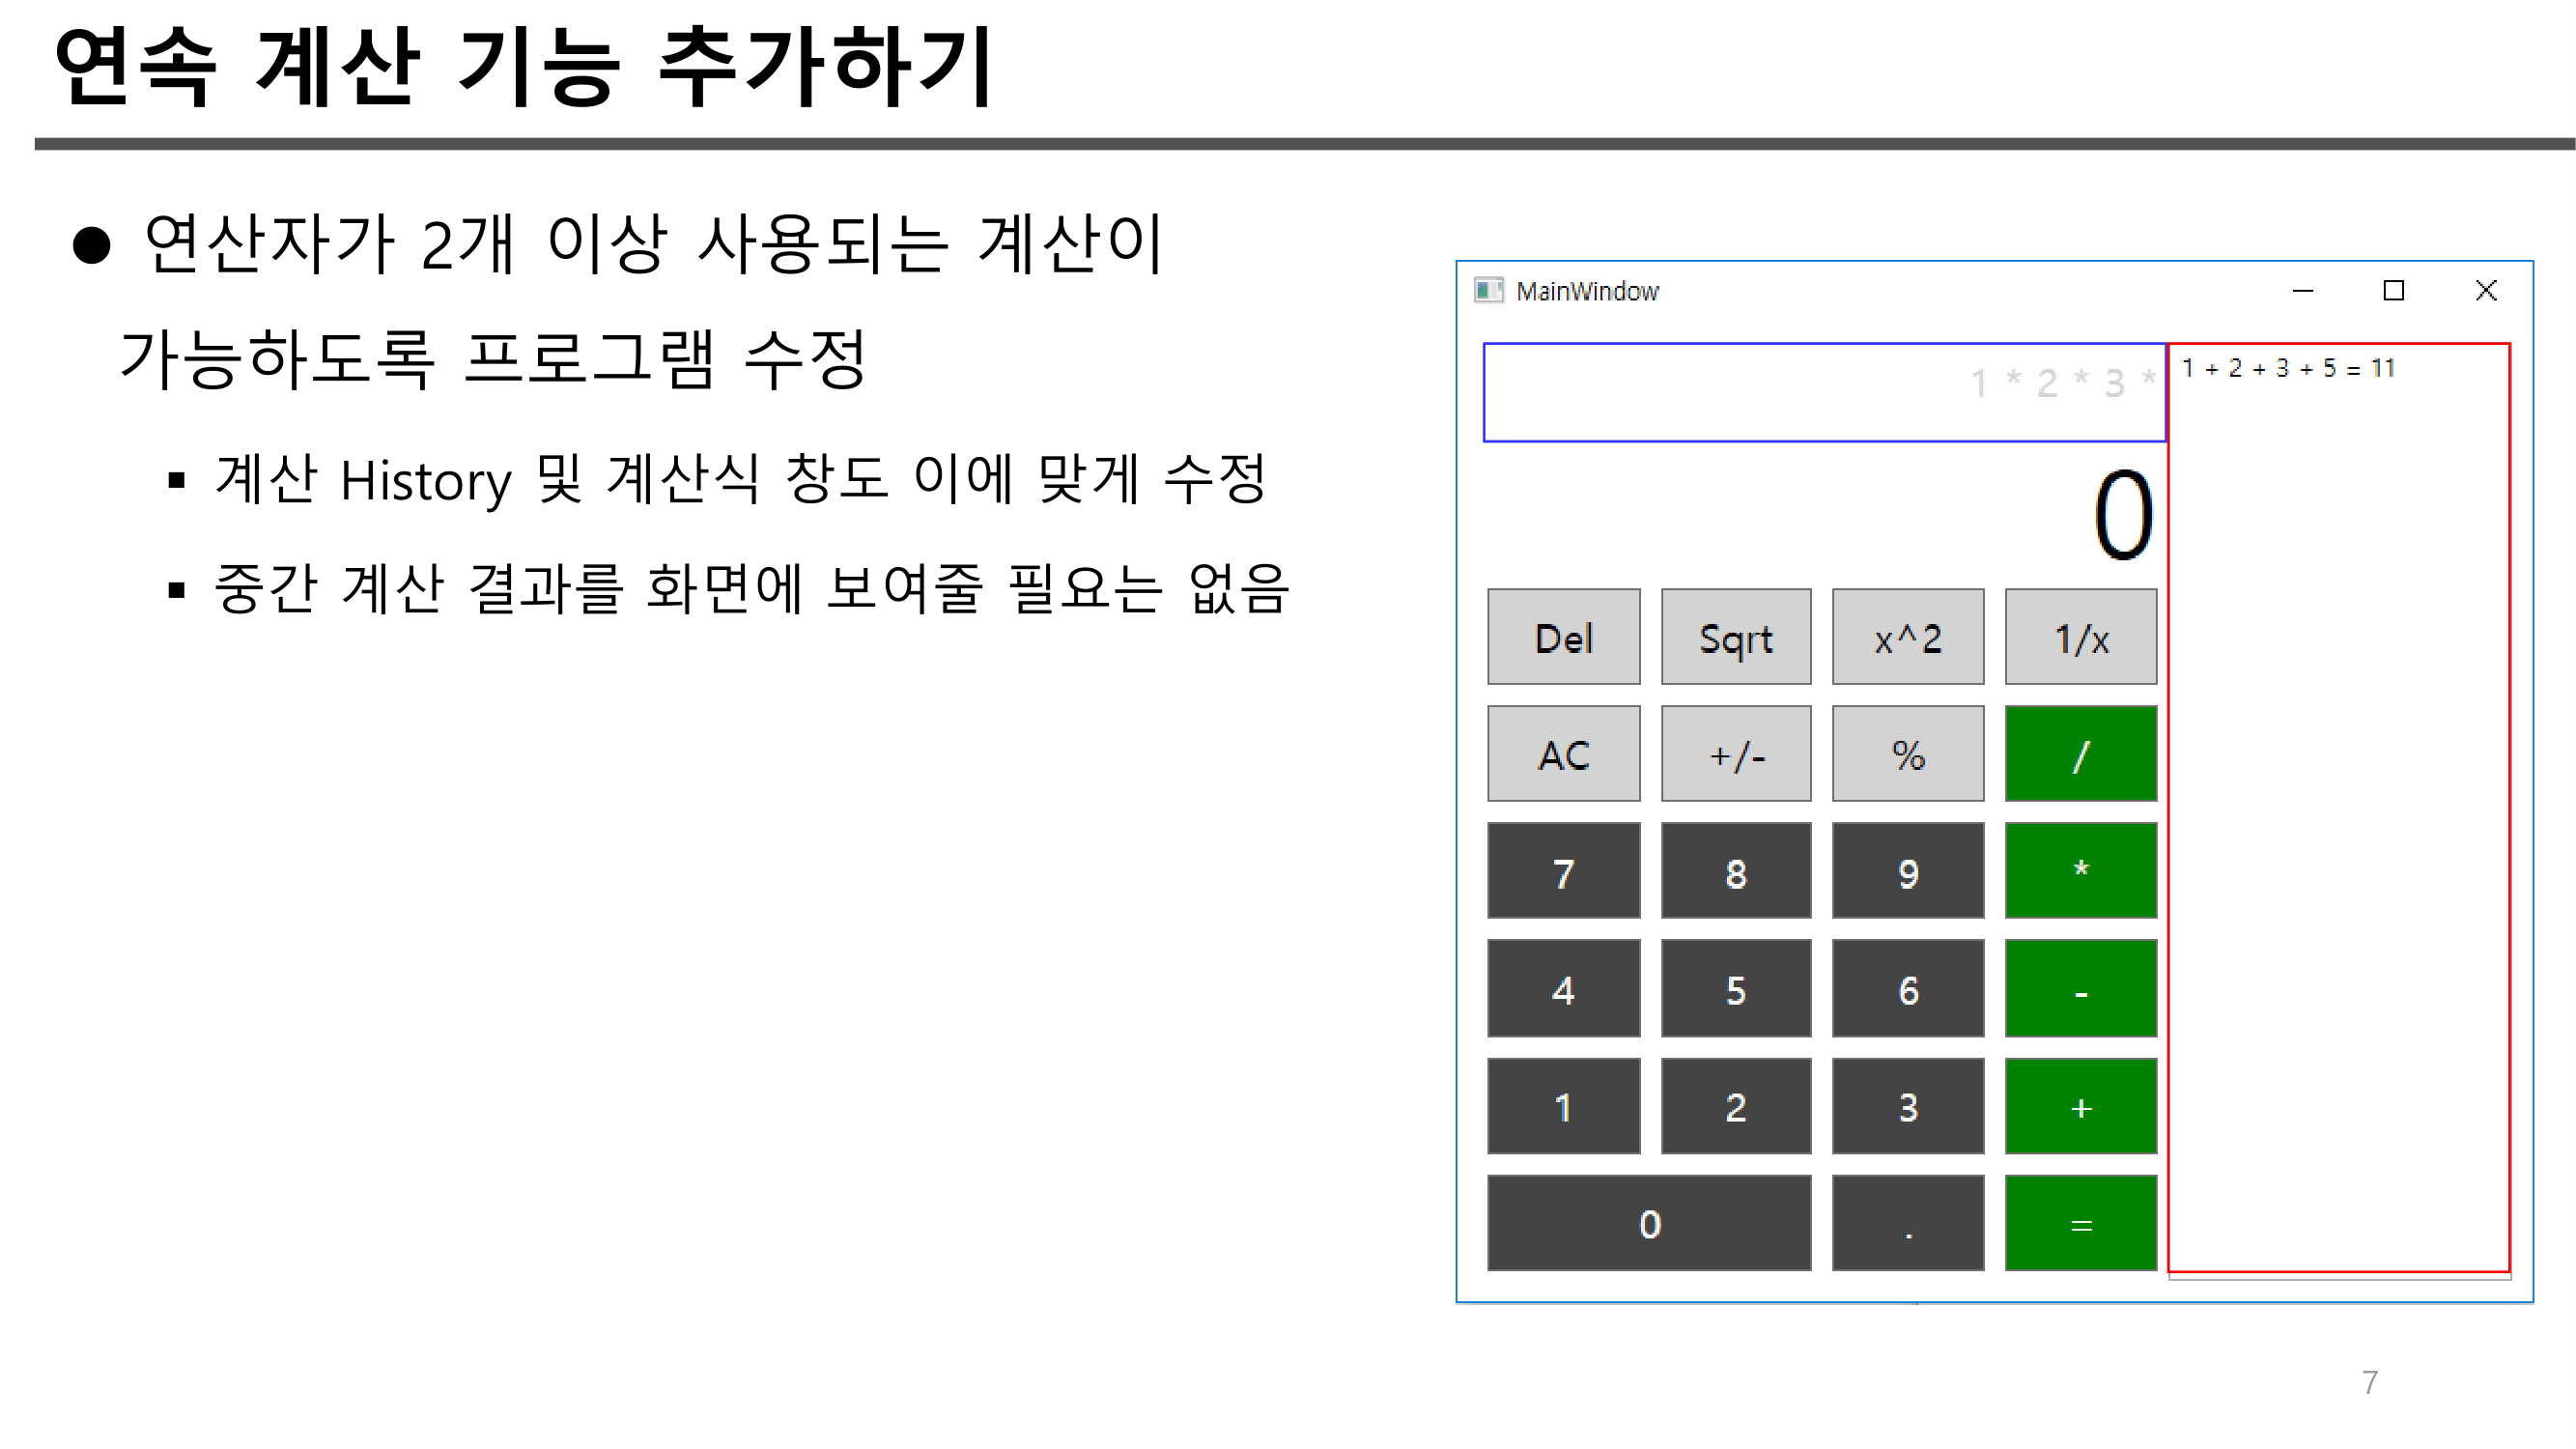 연속 계산 기능 추가하기
● 연산자가 2개 이상 사용되는 계산이
가능하도록 프로그램 수정
▪ 계산 History 및 계산식 창도 이에 맞게 수정
▪ 중간 계산 결과를 화면에 보여줄 필요는 없음
MainWindow
1 * 2 * 3 *
1 + 2 + 3 + 5 = 11
0
Del Sqrt x^2 1/x
AC +/- % /
7 8 9 *
4 5 6 -
1 2 3 +
0 . =
7